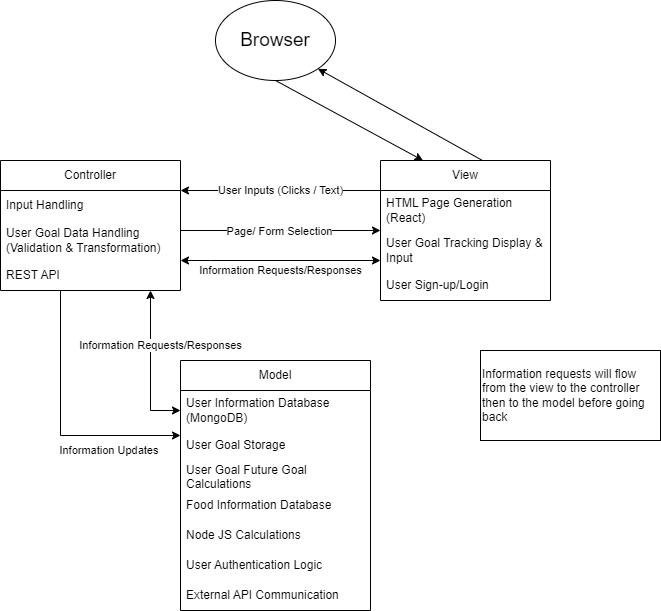 Browser
Controller
Input Handling
User Goal Data Handling
(Validation & Transformation)
REST API
User Inputs (Clicks / Text)
Page/ Form Selection
Information Requests/Responses
View
HTML Page Generation
(React)
User Goal Tracking Display &
Input
User Sign-up/Login
Information Requests/Responses
Information Updates
Model
User Information Database
(MongoDB)
User Goal Storage
User Goal Future Goal
Calculations
Food Information Database
Node JS Calculations
User Authentication Logic
External API Communication
Information requests will flow
from the view to the controller
then to the model before going
back